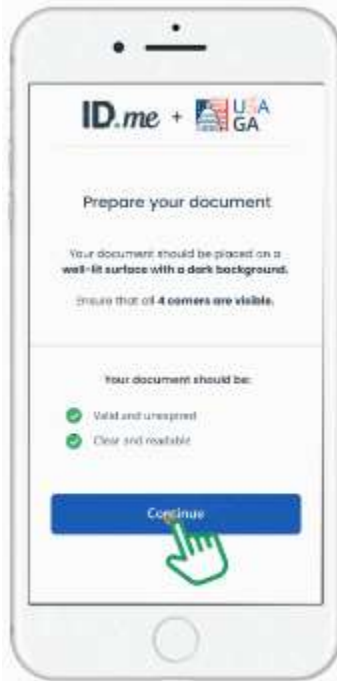 ID.me + USA
GA
Prepare your document
Your document should be placed on a
well-lit surface with a dark background.
Ensure that all 4 corners are visible.
Your document should be:
Valid and unexpired
Clear and readable
Continue